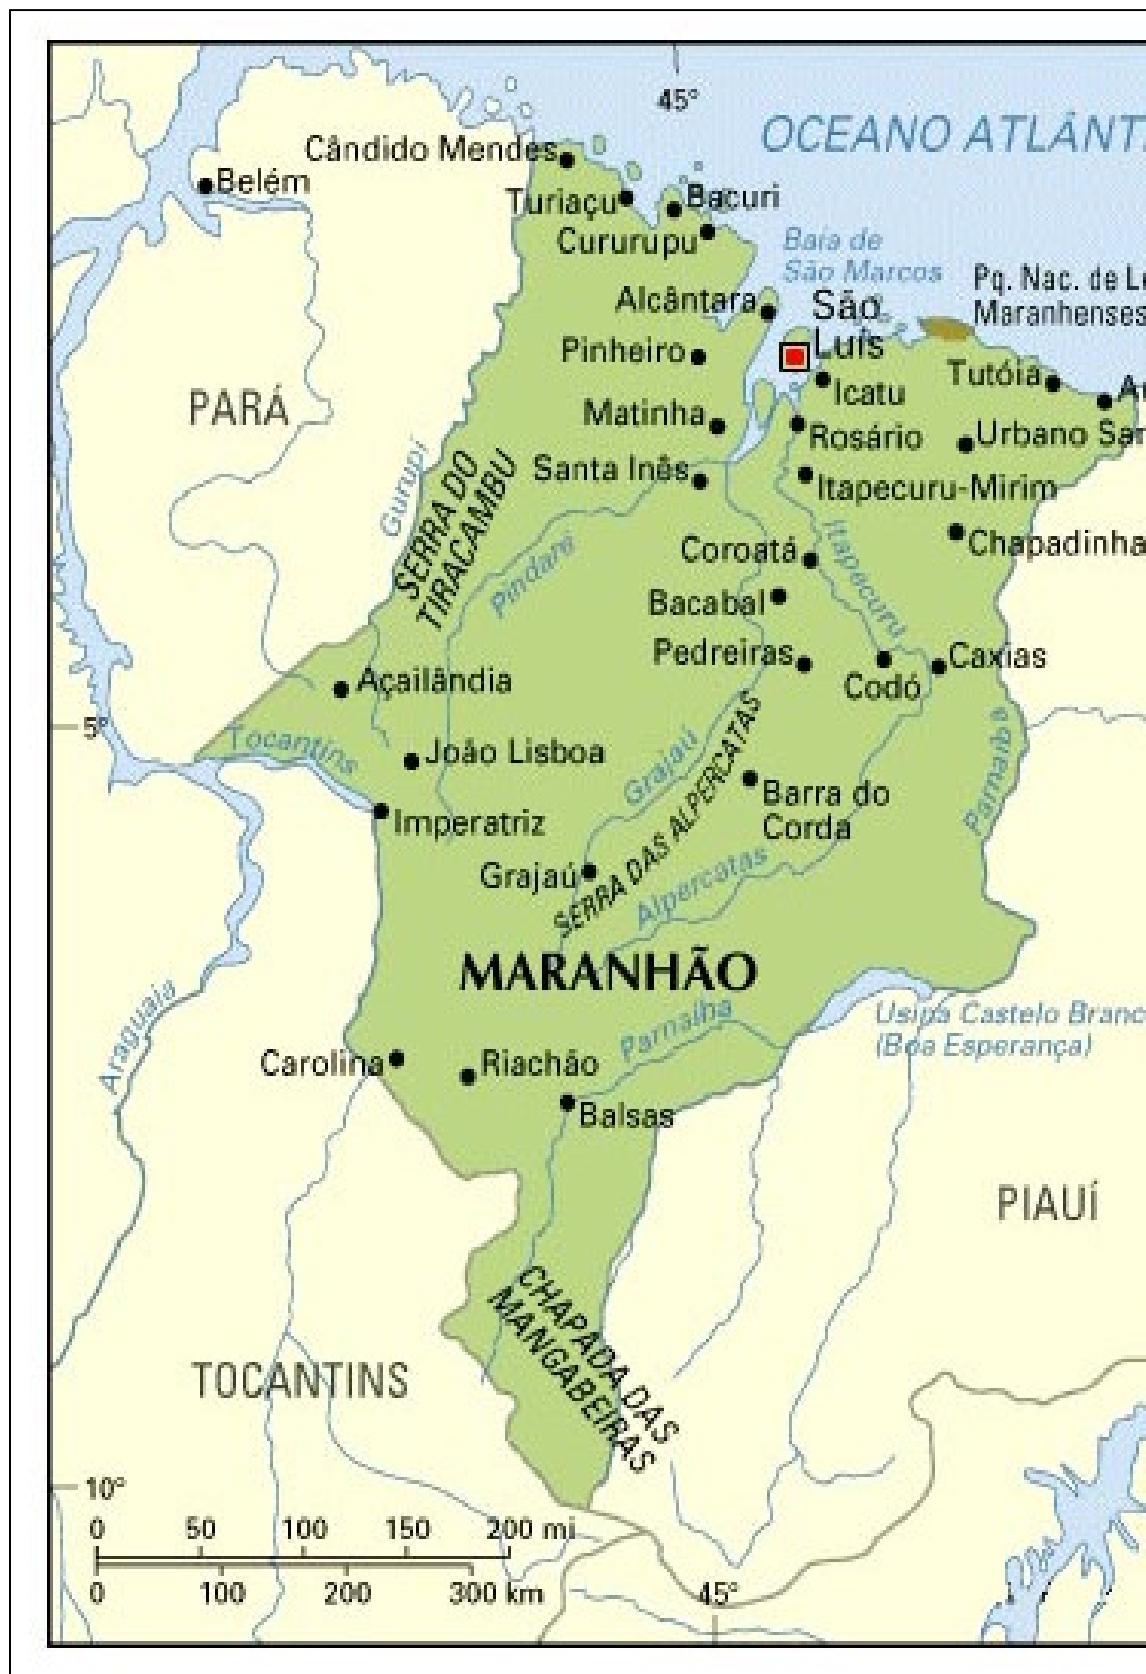 45°
OCEANO ATLÂNT
Cândido Mendes
Belém
Turiaçu
Bacuri
Cururupu
Baía de
São Marcos
Pq. Nac. de Le
Maranhenses
Alcântara
São
Luís
Pinheiro
Tutóia
Icatu
PARÁ
Matinha
Rosário
Urbano San
Gurupi
SERRA DO
TIRACAMBU
Santa Inês
Itapecuru-Mirim
Pindaré
Coroatá
Itapecuru
Chapadinha
Bacabal
Pedreiras
Codó
Caxias
Açailândia
5°
Tocantins
João Lisboa
Grajaú
SERRA DAS ALPERCATAS
Parnaíba
Barra do
Corda
Imperatriz
Grajaú
Alpercatas
MARANHÃO
Araguaia
Parnaíba
Usina Castelo Branc
(Boa Esperança)
Carolina
Riachão
Balsas
PIAUÍ
CHAPADA DAS
MANGABEIRAS
TOCANTINS
10°
0 50 100 150 200 mi
0 100 200 300 km
45°